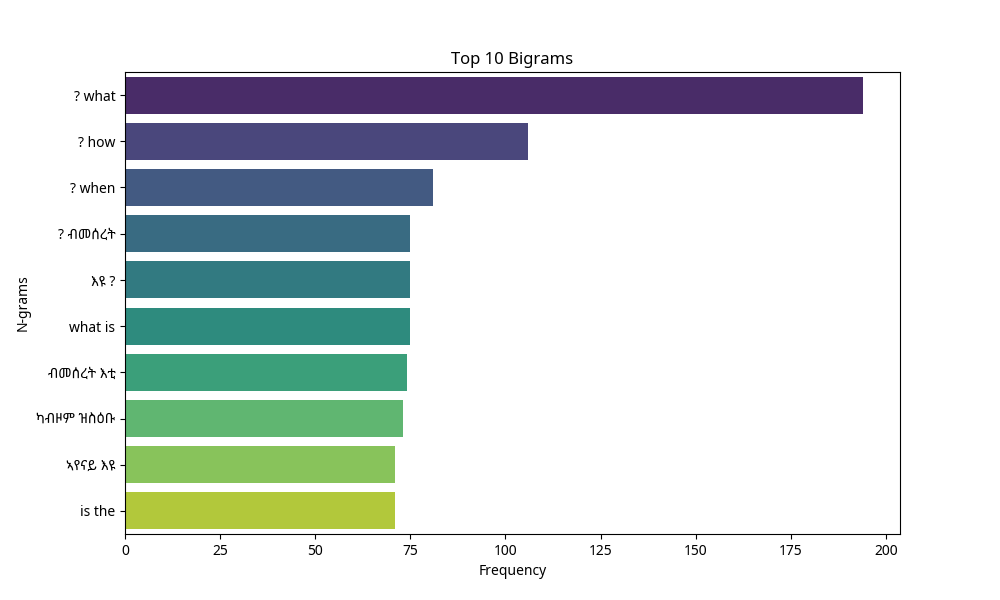 Top 10 Bigrams
? what
? how
? when
? ብመሰረት
እዩ ?
what is
ብመሰረት እቲ
ካብዞም ዝስዕቡ
ኣየናይ እዩ
is the
N-grams
0 25 50 75 100 125 150 175 200
Frequency